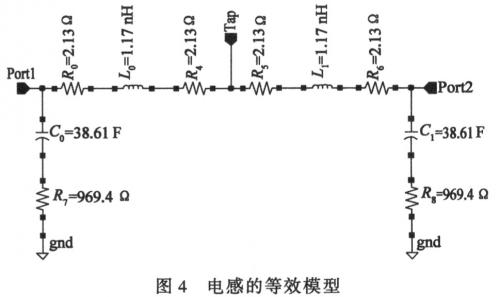 Port1
R₀=2.13 Ω
L₀=1.17 nH
R₄=2.13 Ω
Tap
R₅=2.13 Ω
L₁=1.17 nH
R₆=2.13 Ω
Port2
C₀=38.61 F
C₁=38.61 F
R₇=969.4 Ω
R₈=969.4 Ω
gnd
gnd
图 4 电感的等效模型